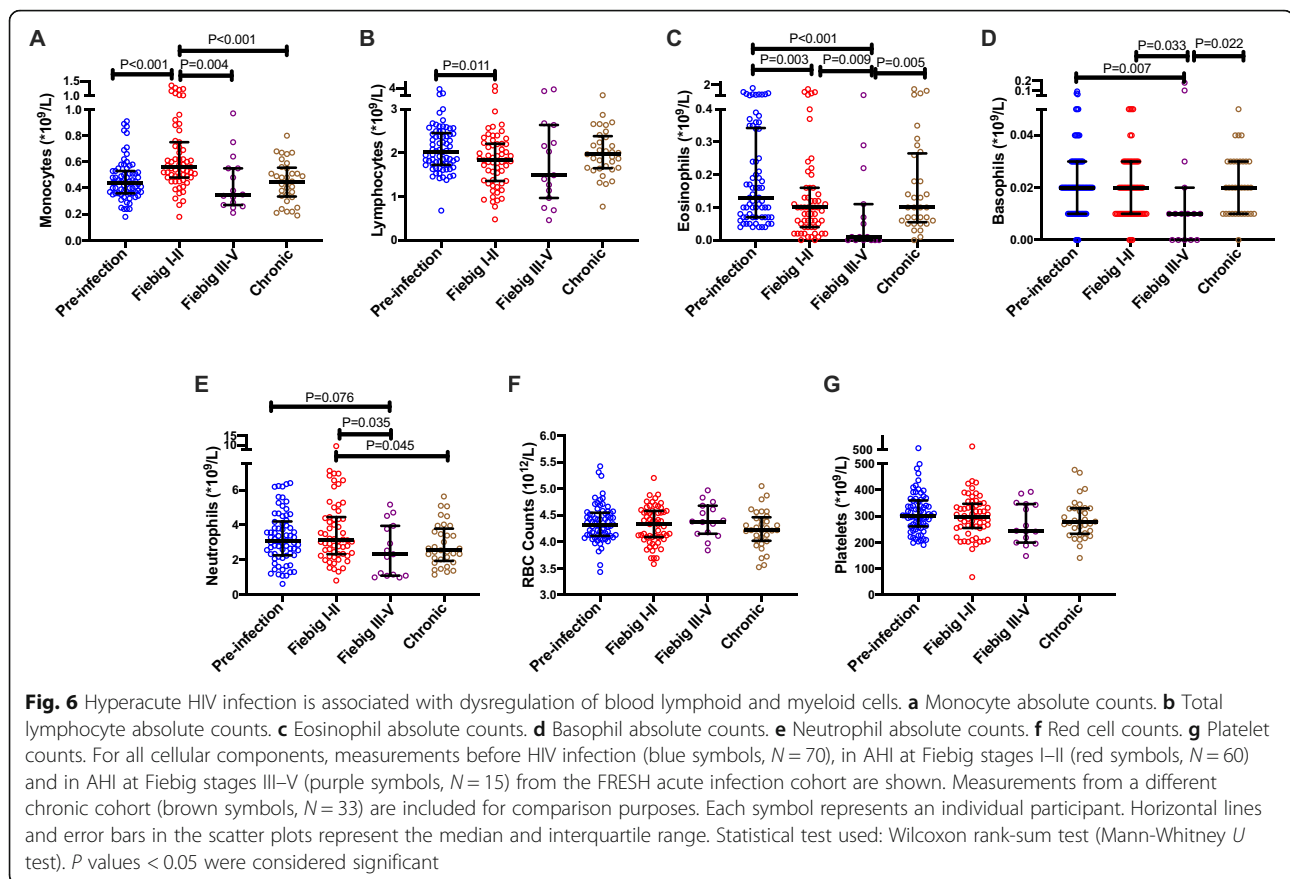 A
P<0.001
P<0.001
P=0.004
Monocytes (*10⁹/L)
1.5
1.0
1.0
0.8
0.6
0.4
0.2
0.0
Pre-infection
Fiebig I-II
Fiebig III-V
Chronic
B
P=0.011
Lymphocytes (*10⁹/L)
4
3
2
1
0
Pre-infection
Fiebig I-II
Fiebig III-V
Chronic
C
P<0.001
P=0.003
P=0.009
P=0.005
Eosinophils (*10⁹/L)
2
0.4
0.3
0.2
0.1
0.0
Pre-infection
Fiebig I-II
Fiebig III-V
Chronic
D
P=0.033
P=0.022
P=0.007
Basophils (*10⁹/L)
0.2
0.1
0.04
0.02
0.00
Pre-infection
Fiebig I-II
Fiebig III-V
Chronic
E
P=0.076
P=0.035
P=0.045
Neutrophils (*10⁹/L)
15
10
6
4
2
0
Pre-infection
Fiebig I-II
Fiebig III-V
Chronic
F
RBC Counts (10¹²/L)
6.0
5.5
5.0
4.5
4.0
3.5
3.0
Pre-infection
Fiebig I-II
Fiebig III-V
Chronic
G
Platelets (*10⁹/L)
500
400
300
200
100
0
Pre-infection
Fiebig I-II
Fiebig III-V
Chronic
Fig. 6 Hyperacute HIV infection is associated with dysregulation of blood lymphoid and myeloid cells. a Monocyte absolute counts. b Total
lymphocyte absolute counts. c Eosinophil absolute counts. d Basophil absolute counts. e Neutrophil absolute counts. f Red cell counts. g Platelet
counts. For all cellular components, measurements before HIV infection (blue symbols, N = 70), in AHI at Fiebig stages I–II (red symbols, N = 60)
and in AHI at Fiebig stages III–V (purple symbols, N = 15) from the FRESH acute infection cohort are shown. Measurements from a different
chronic cohort (brown symbols, N = 33) are included for comparison purposes. Each symbol represents an individual participant. Horizontal lines
and error bars in the scatter plots represent the median and interquartile range. Statistical test used: Wilcoxon rank-sum test (Mann-Whitney U
test). P values < 0.05 were considered significant